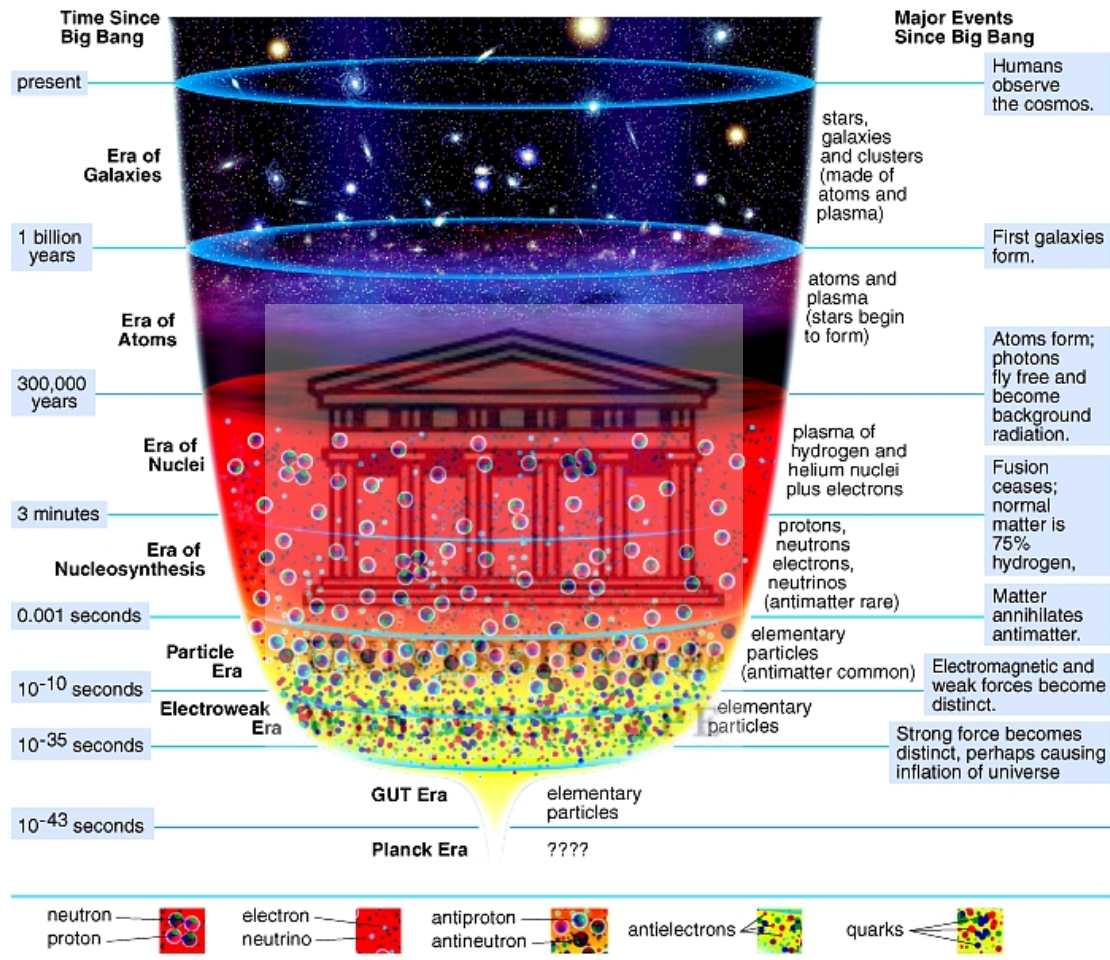 Time Since
Big Bang
Major Events
Since Big Bang
present
Humans
observe
the cosmos.
Era of
Galaxies
stars,
galaxies
and clusters
(made of
atoms and
plasma)
1 billion
years
First galaxies
form.
Era of
Atoms
atoms and
plasma
(stars begin
to form)
300,000
years
Atoms form;
photons
fly free and
become
background
radiation.
Era of
Nuclei
plasma of
hydrogen and
helium nuclei
plus electrons
3 minutes
Fusion
ceases;
normal
matter is
75%
hydrogen,
Era of
Nucleosynthesis
protons,
neutrons
electrons,
neutrinos
(antimatter rare)
0.001 seconds
Matter
annihilates
antimatter.
Particle
Era
elementary
particles
(antimatter common)
10⁻¹⁰ seconds
Electromagnetic and
weak forces become
distinct.
Electroweak
Era
elementary
particles
10⁻³⁵ seconds
Strong force becomes
distinct, perhaps causing
inflation of universe
GUT Era
elementary
particles
10⁻⁴³ seconds
Planck Era
????
neutron
proton
electron
neutrino
antiproton
antineutron
antielectrons
quarks